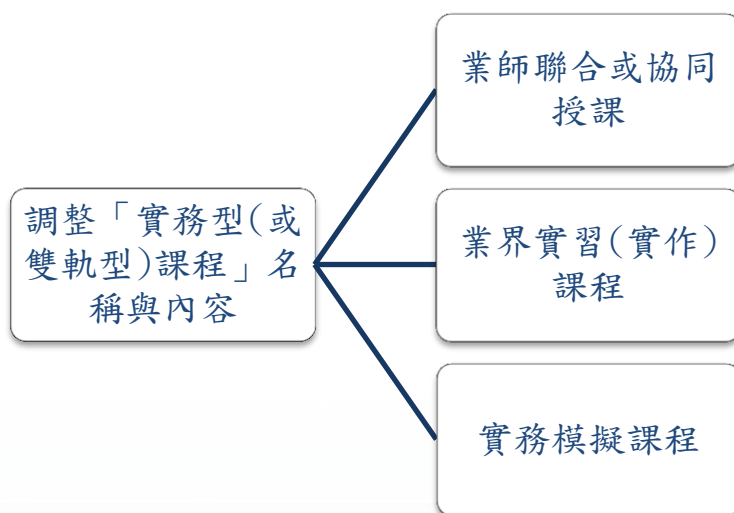 調整「實務型(或
雙軌型)課程」名
稱與內容
業師聯合或協同
授課
業界實習(實作)
課程
實務模擬課程